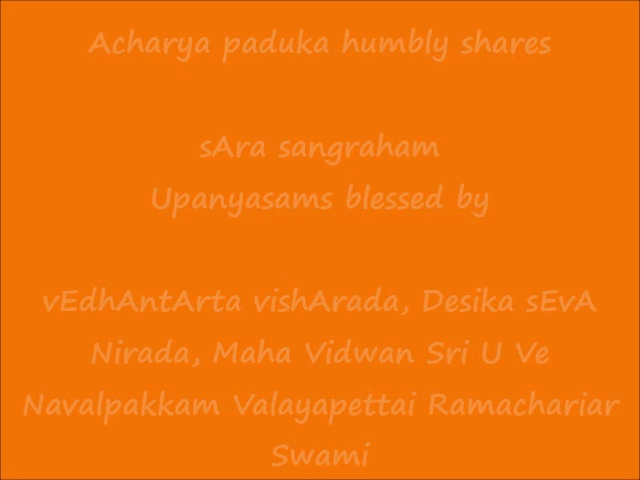 Acharya paduka humbly shares
sAra sangraham
Upanyasams blessed by
vEdhAntArta vishArada, Desika sEvA
Nirada, Maha Vidwan Sri U Ve
Navalpakkam Valayapettai Ramachariar
Swami